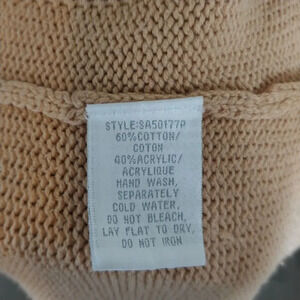 STYLE:SA50177P
60%COTTON/
COTON
40%ACRYLIC/
ACRYLIQUE
HAND WASH,
SEPARATELY
COLD WATER.
DO NOT BLEACH,
LAY FLAT TO DRY,
DO NOT IRON